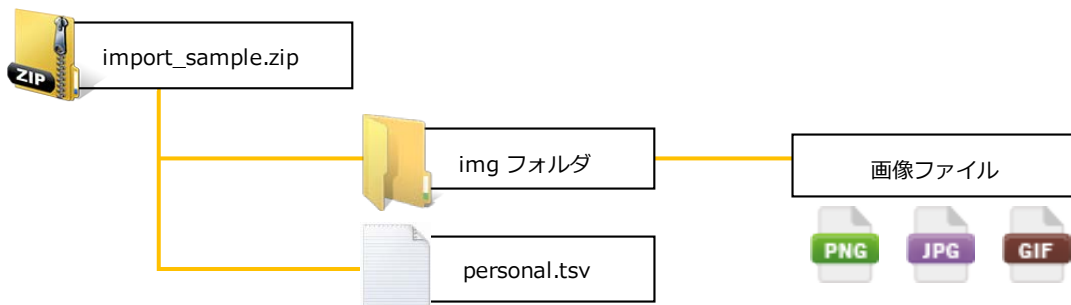 ZIP
import_sample.zip
img フォルダ
画像ファイル
PNG
JPG
GIF
personal.tsv